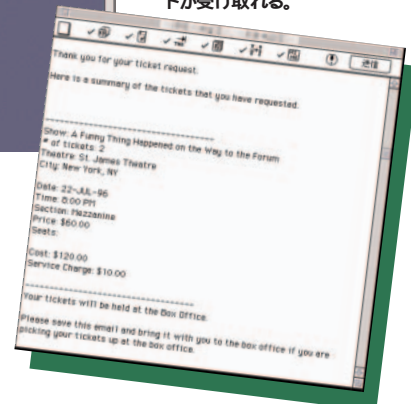 ドが受け取れる。
送信
Thank you for your ticket request.
Here is a summary of the tickets that you have requested.
----------------------------------------
Show: A Funny Thing Happened on the Way to the Forum
# of tickets: 2
Theatre: St. James Theatre
City: New York, NY
Date: 22-JUL-96
Time: 8:00 PM
Section: Mezzanine
Price: $60.00
Seats:
Cost: $120.00
Service Charge: $10.00
----------------------------------------
Your tickets will be held at the Box Office.
Please save this email and bring it with you to the box office if you are
picking your tickets up at the box office.